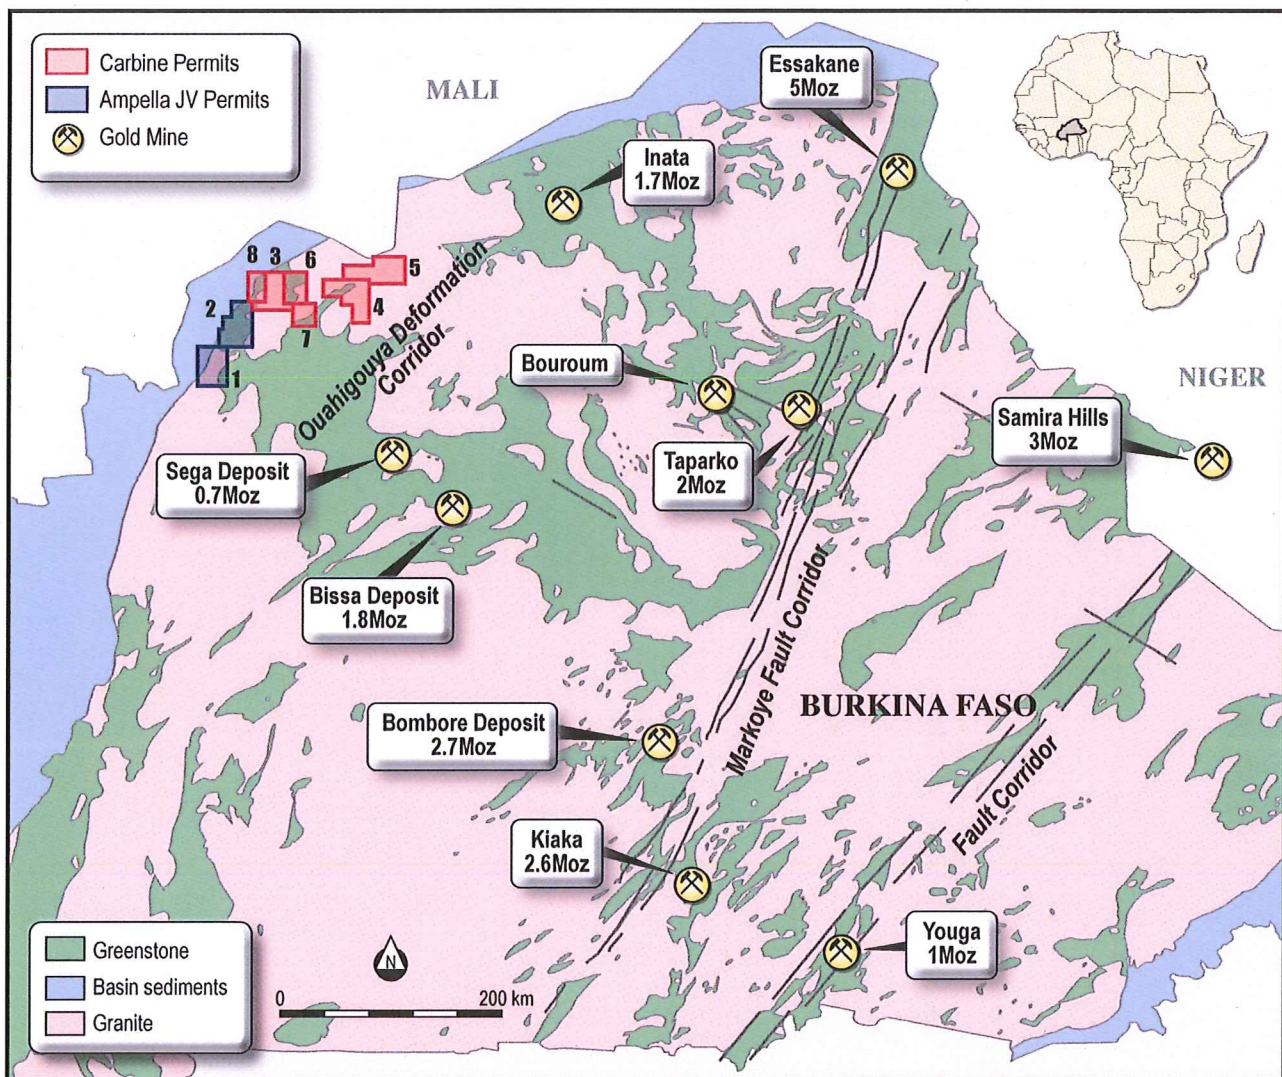 Carbine Permits
Ampella JV Permits
Gold Mine
MALI
Essakane
5Moz
Inata
1.7Moz
8
3
6
5
2
4
7
1
Ouahigouya Deformation
Corridor
Bouroum
NIGER
Samira Hills
3Moz
Taparko
2Moz
Sega Deposit
0.7Moz
Bissa Deposit
1.8Moz
Markoye Fault Corridor
BURKINA FASO
Bombore Deposit
2.7Moz
Fault Corridor
Kiaka
2.6Moz
Youga
1Moz
Greenstone
Basin sediments
Granite
N
0
200 km